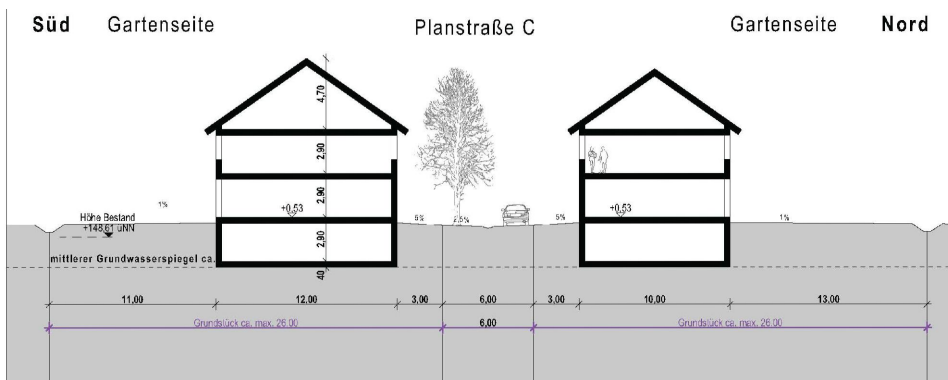 Süd Gartenseite Planstraße C Gartenseite Nord
4,70
2,90
2,90
2,90
40
1%
+0,53
5%
2,5%
5%
+0,53
1%
Höhe Bestand
+148,61 üNN
mittlerer Grundwasserspiegel ca.
11,00 12,00 3,00 6,00 3,00 10,00 13,00
Grundstück ca. max. 26,00 6,00 Grundstück ca. max. 26,00